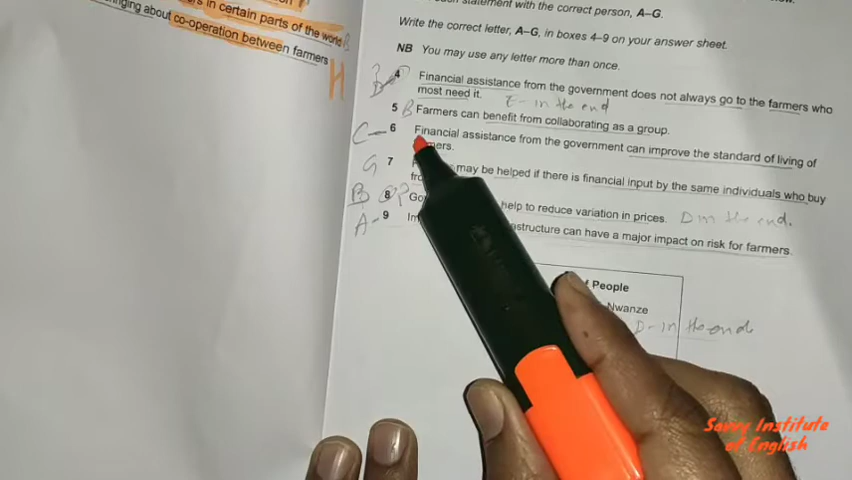 rs in certain parts of the world B
nging about co-operation between farmers H
statement with the correct person, A–G.
Write the correct letter, A–G, in boxes 4–9 on your answer sheet.
NB You may use any letter more than once.
4 Financial assistance from the government does not always go to the farmers who
most need it. E - in the end
5 B Farmers can benefit from collaborating as a group.
C — 6 Financial assistance from the government can improve the standard of living of
G 7 may be helped if there is financial input by the same individuals who buy
fro
B 8 Go help to reduce variation in prices. D in the end.
A - 9 structure can have a major impact on risk for farmers.
People
Nwanze
D - in the end
Savvy Institute
of English